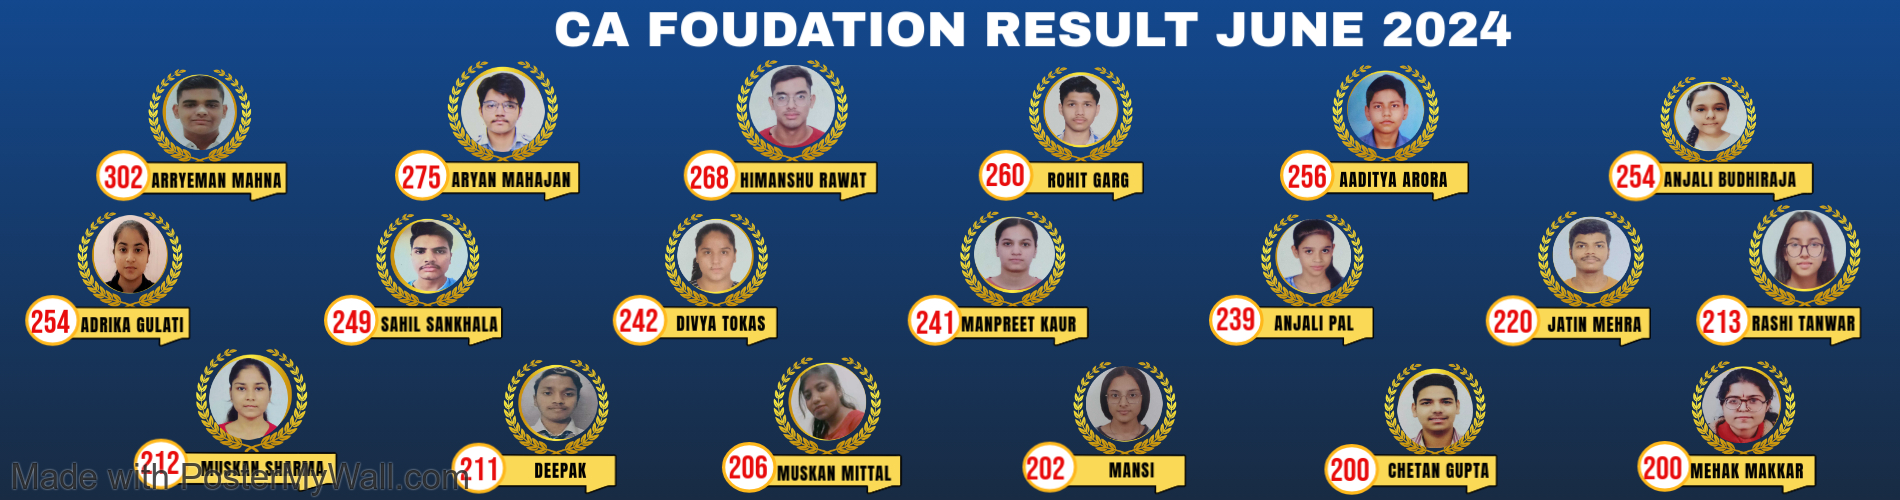 CA FOUDATION RESULT JUNE 2024
302 ARRYEMAN MAHNA
275 ARYAN MAHAJAN
268 HIMANSHU RAWAT
260 ROHIT GARG
256 AADITYA ARORA
254 ANJALI BUDHIRAJA
254 ADRIKA GULATI
249 SAHIL SANKHALA
242 DIVYA TOKAS
241 MANPREET KAUR
239 ANJALI PAL
220 JATIN MEHRA
213 RASHI TANWAR
212 MUSKAN SHARMA
211 DEEPAK
206 MUSKAN MITTAL
202 MANSI
200 CHETAN GUPTA
200 MEHAK MAKKAR
Made with PosterMyWall.com